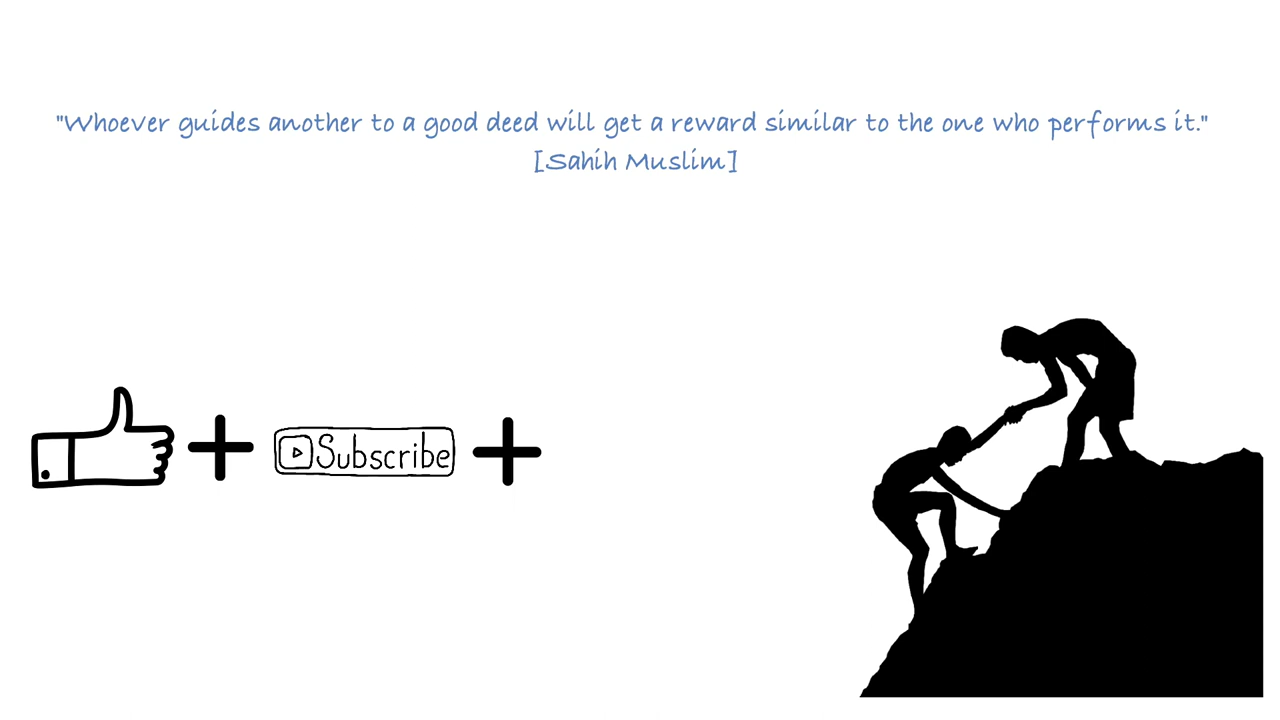 "Whoever guides another to a good deed will get a reward similar to the one who performs it."
[Sahih Muslim]
Subscribe